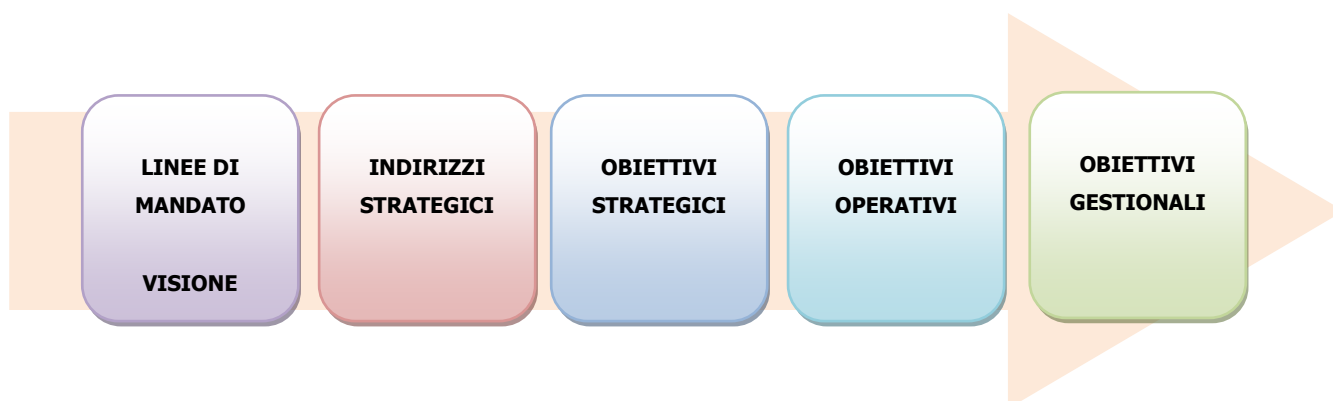 LINEE DI
MANDATO
VISIONE
INDIRIZZI
STRATEGICI
OBIETTIVI
STRATEGICI
OBIETTIVI
OPERATIVI
OBIETTIVI
GESTIONALI